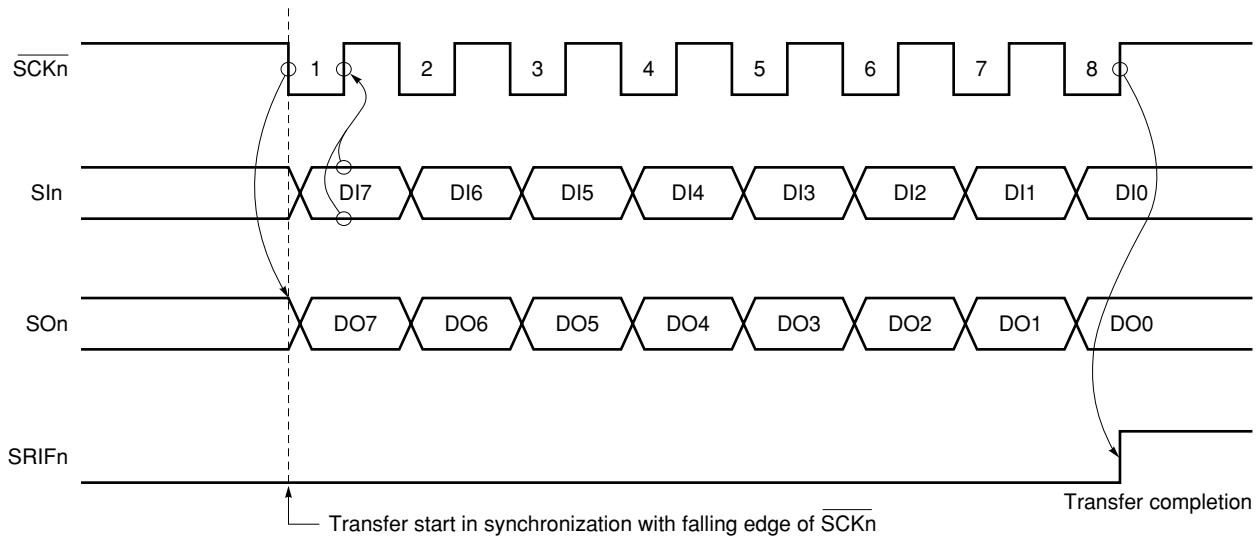 SCKn 1 2 3 4 5 6 7 8
SIn DI7 DI6 DI5 DI4 DI3 DI2 DI1 DI0
SOn DO7 DO6 DO5 DO4 DO3 DO2 DO1 DO0
SRIFn
Transfer completion
Transfer start in synchronization with falling edge of SCKn